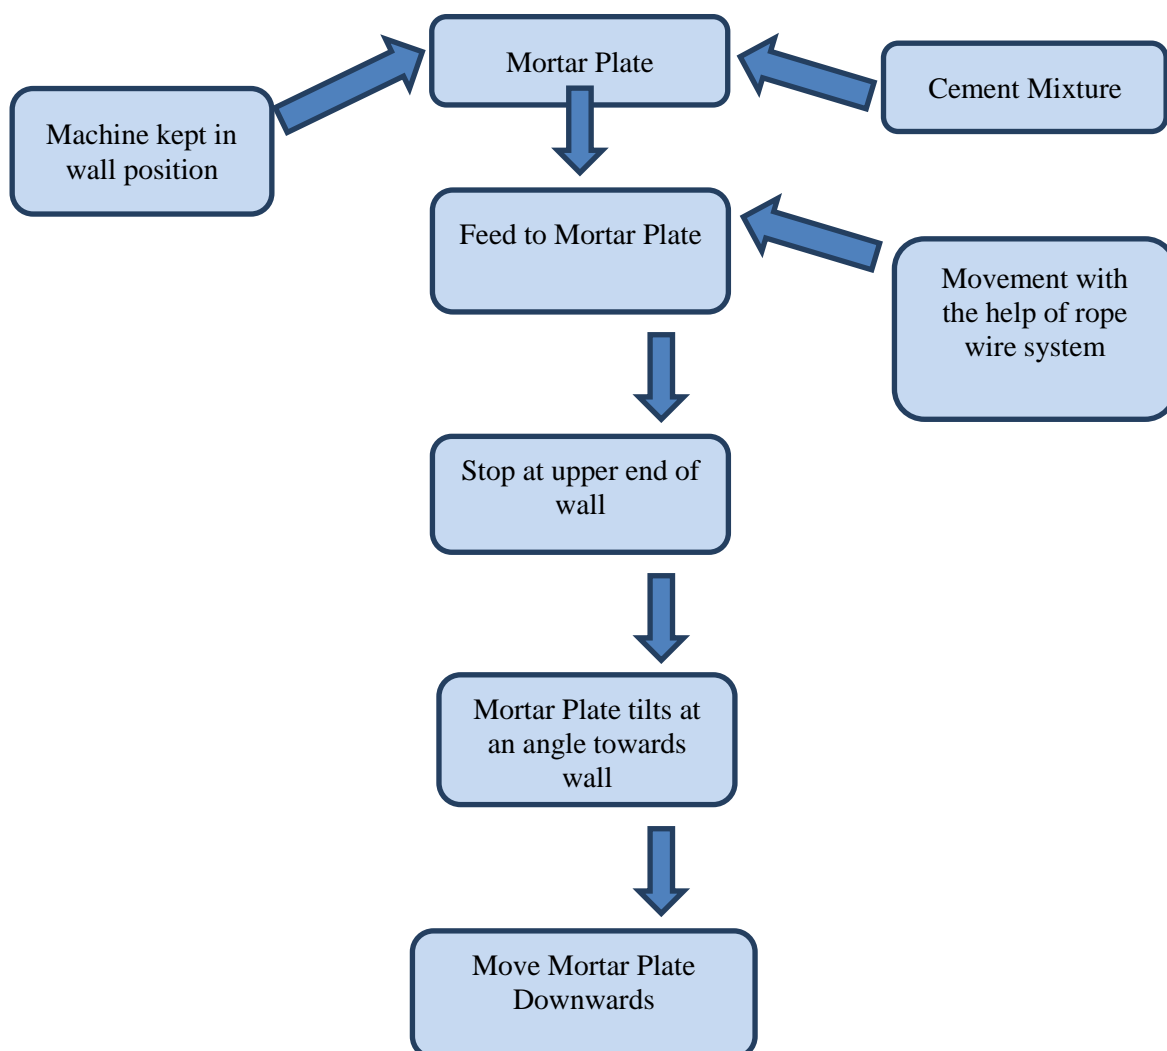 Mortar Plate
Cement Mixture
Machine kept in
wall position
Feed to Mortar Plate
Movement with
the help of rope
wire system
Stop at upper end of
wall
Mortar Plate tilts at
an angle towards
wall
Move Mortar Plate
Downwards